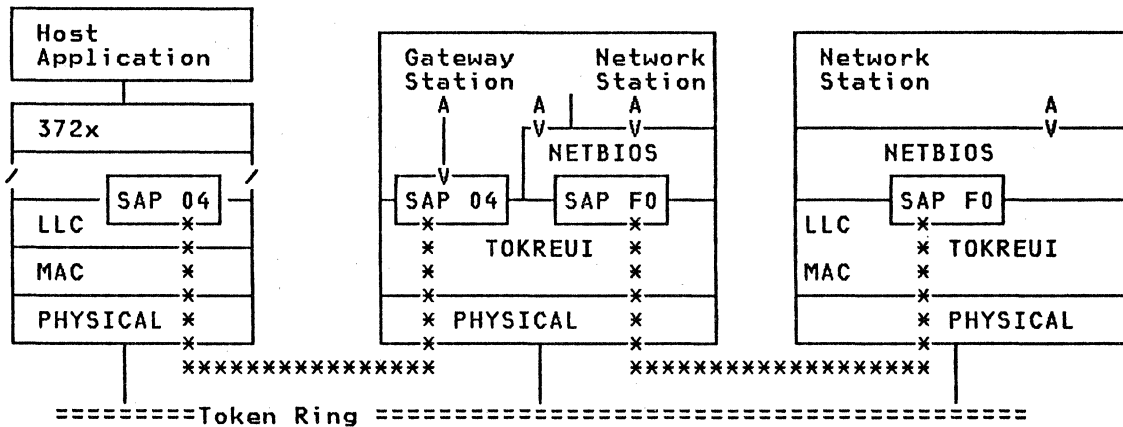 Host
Application
372x
SAP 04
LLC
MAC
PHYSICAL
Gateway
Station
Network
Station
A
A
A
V
V
NETBIOS
V
SAP 04
SAP F0
TOKREUI
PHYSICAL
Network
Station
A
V
NETBIOS
SAP F0
LLC
TOKREUI
MAC
PHYSICAL
Token Ring